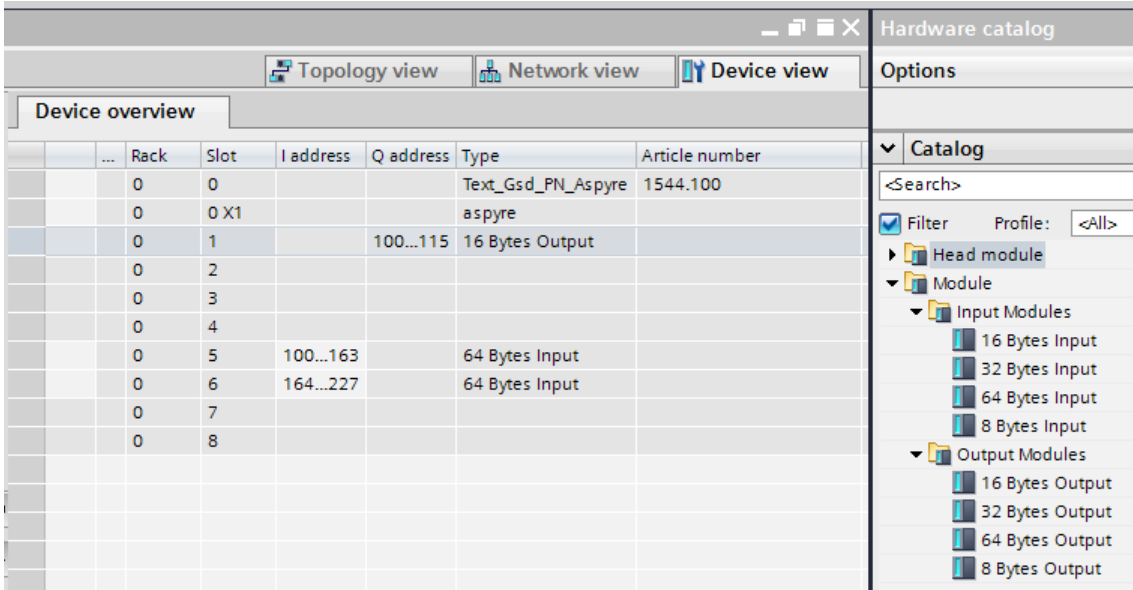 Hardware catalog
Topology view Network view Device view Options
Device overview
... Rack Slot I address Q address Type Article number
0 0 Text_Gsd_PN_Aspyre 1544.100
0 0 X1 aspyre
0 1 100...115 16 Bytes Output
0 2
0 3
0 4
0 5 100...163 64 Bytes Input
0 6 164...227 64 Bytes Input
0 7
0 8
Catalog
<Search>
Filter Profile: <All>
Head module
Module
Input Modules
16 Bytes Input
32 Bytes Input
64 Bytes Input
8 Bytes Input
Output Modules
16 Bytes Output
32 Bytes Output
64 Bytes Output
8 Bytes Output